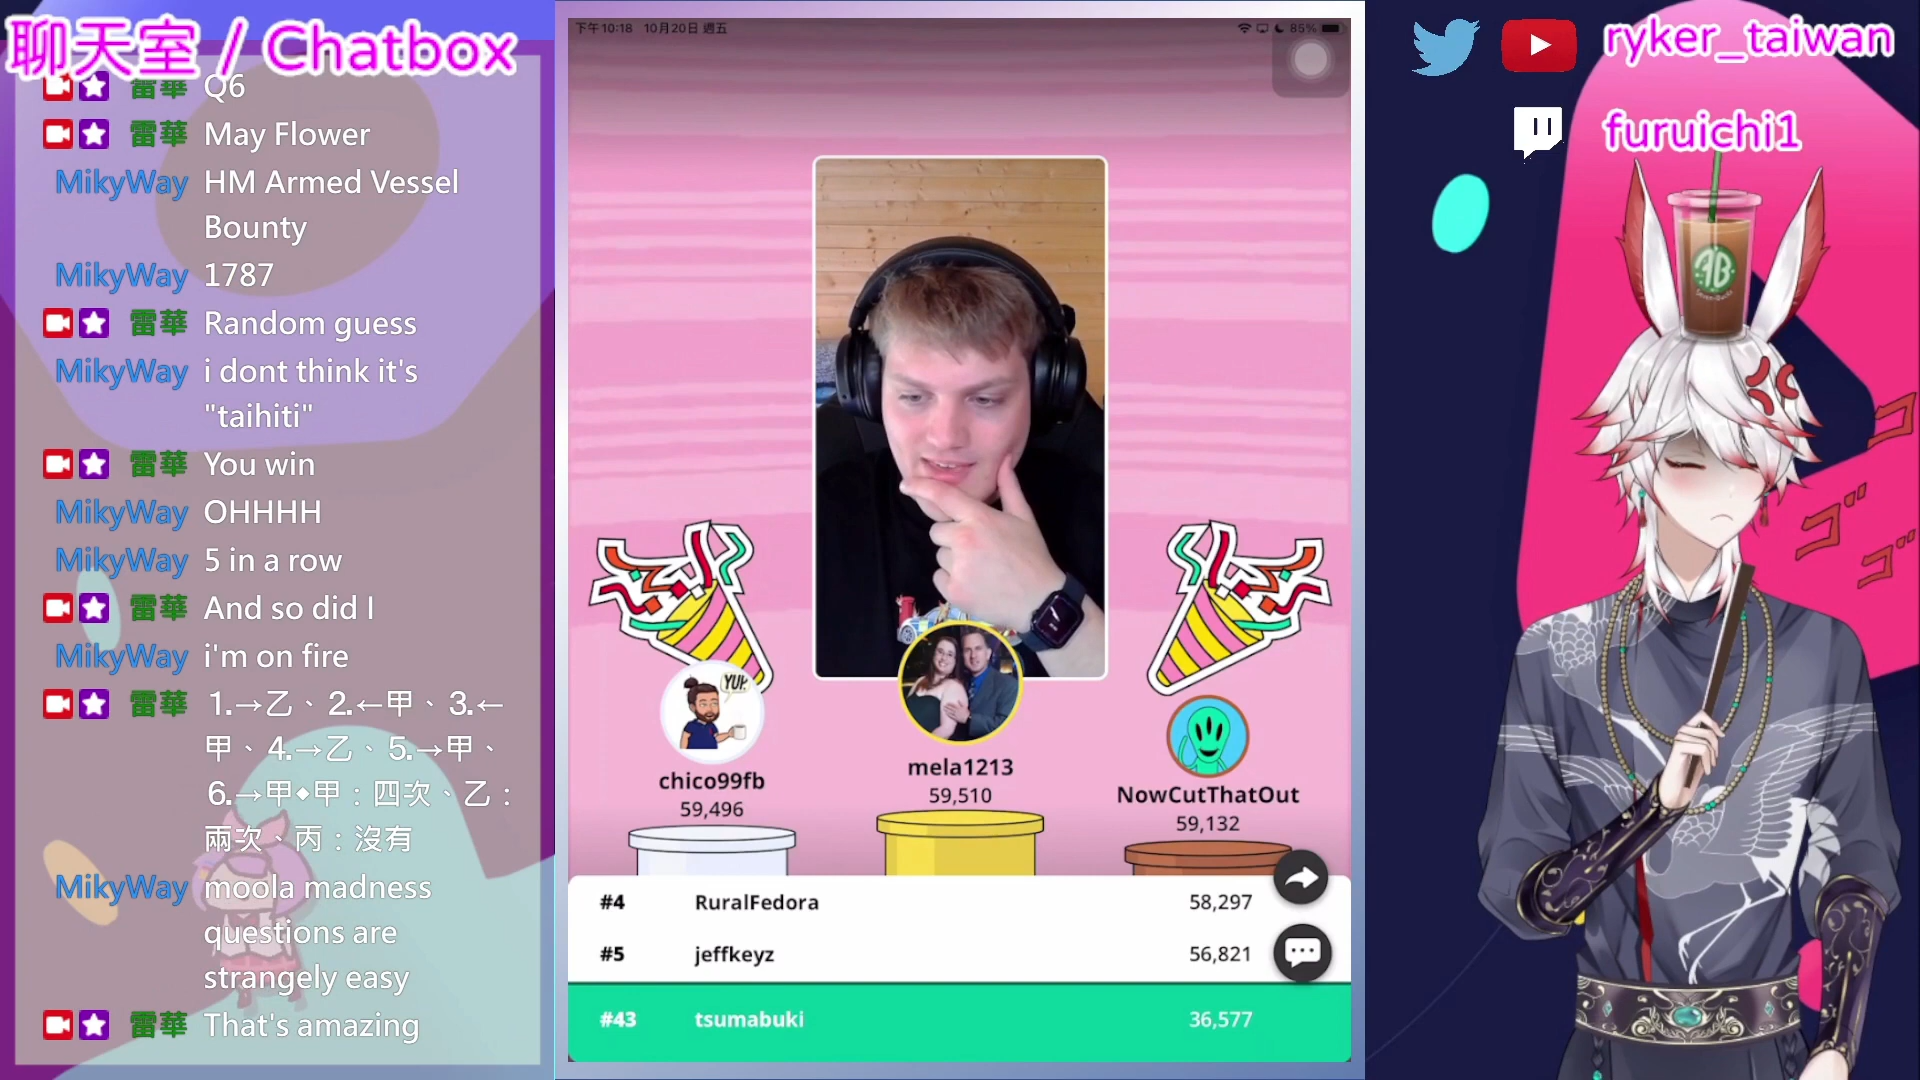 聊天室 / Chatbox
雷華 Q6
雷華 May Flower
MikyWay HM Armed Vessel
Bounty
MikyWay 1787
雷華 Random guess
MikyWay i dont think it's
"taihiti"
雷華 You win
MikyWay OHHHH
MikyWay 5 in a row
雷華 And so did I
MikyWay i'm on fire
雷華 1.→乙、2.←甲、3.←
甲、4.→乙、5.→甲、
6.→甲◆甲：四次、乙：
兩次、丙：沒有
MikyWay moola madness
questions are
strangely easy
雷華 That's amazing
下午10:18 10月20日 週五
85%
YUP.
chico99fb
59,496
mela1213
59,510
NowCutThatOut
59,132
#4 RuralFedora 58,297
#5 jeffkeyz 56,821
#43 tsumabuki 36,577
ryker_taiwan
furuichi1
ゴ
ゴ
ゴ